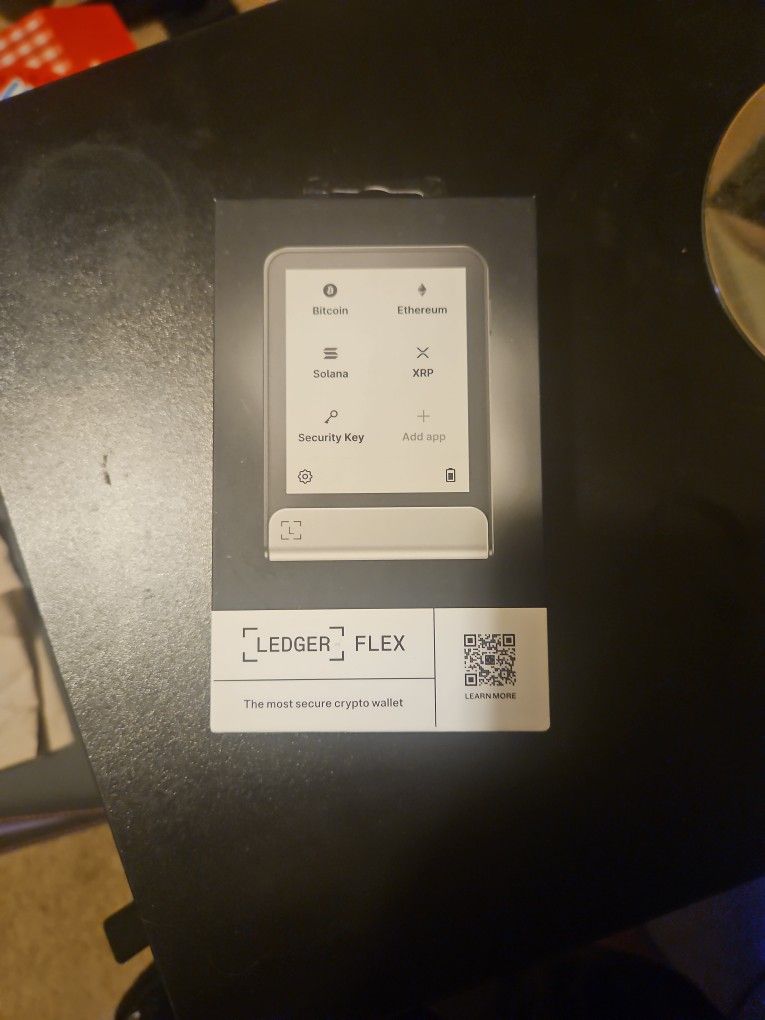 Bitcoin Ethereum
Solana XRP
Security Key Add app
L
LEDGER FLEX
The most secure crypto wallet
LEARN MORE